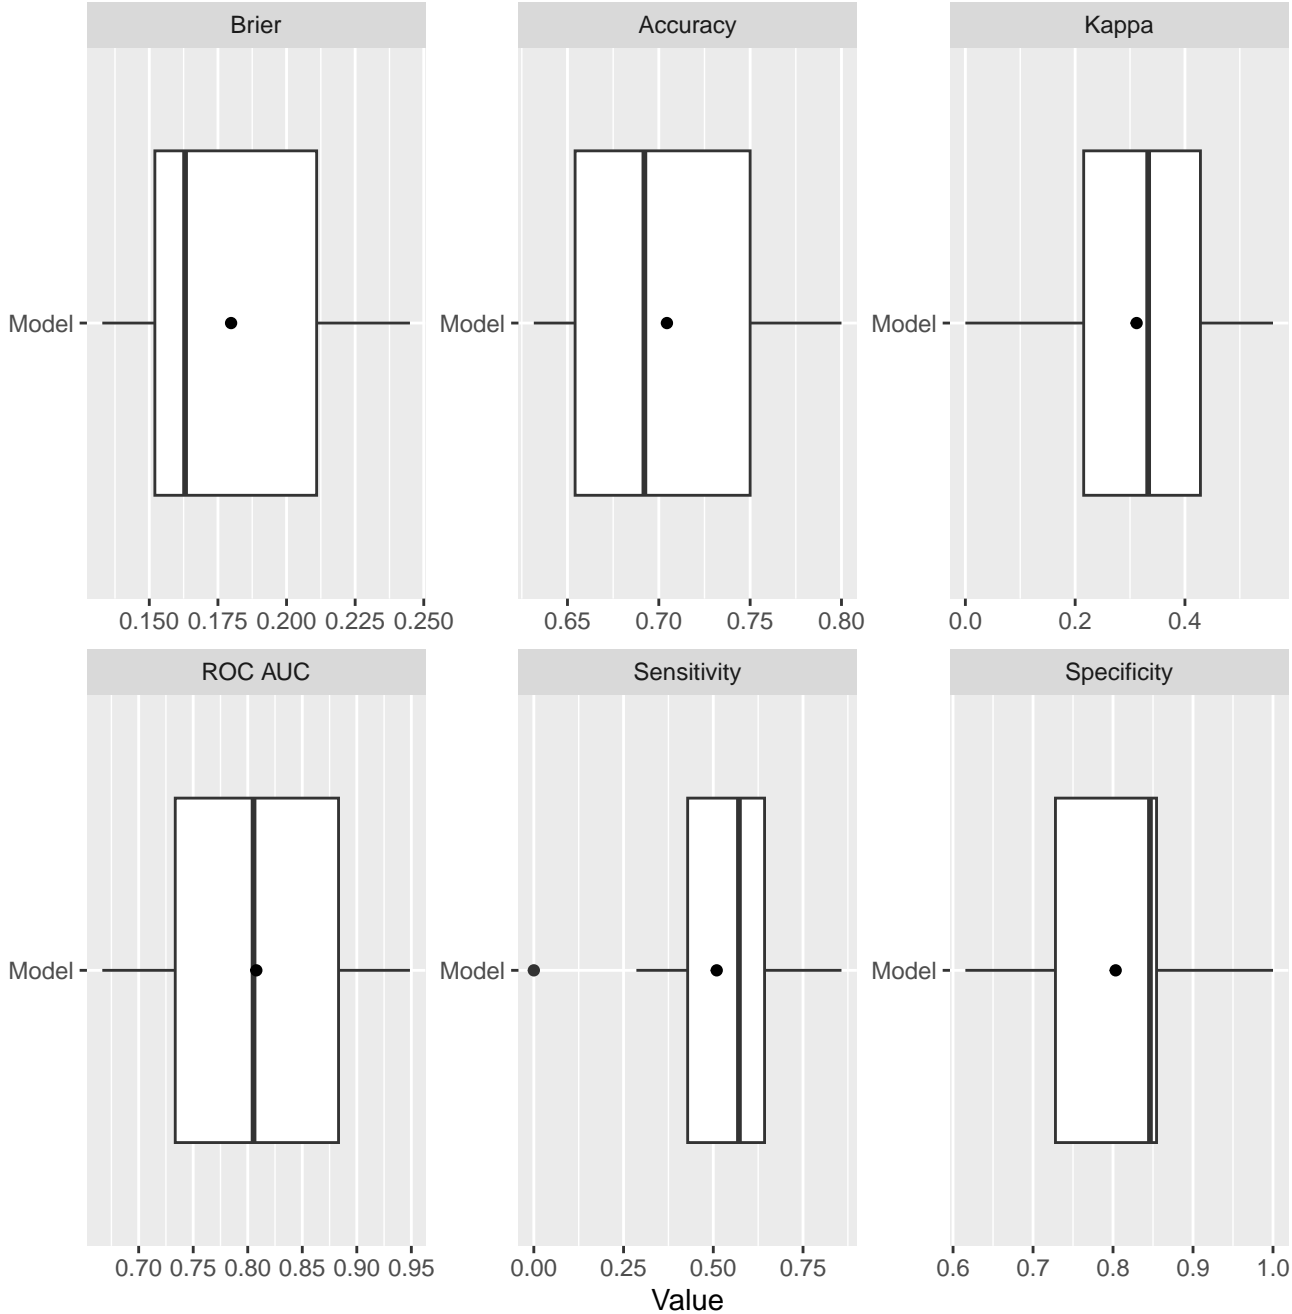 Brier Accuracy Kappa
Model Model Model
0.150 0.175 0.200 0.225 0.250 0.65 0.70 0.75 0.80 0.0 0.2 0.4
ROC AUC Sensitivity Specificity
Model Model Model
0.70 0.75 0.80 0.85 0.90 0.95 0.00 0.25 0.50 0.75 0.6 0.7 0.8 0.9 1.0
Value